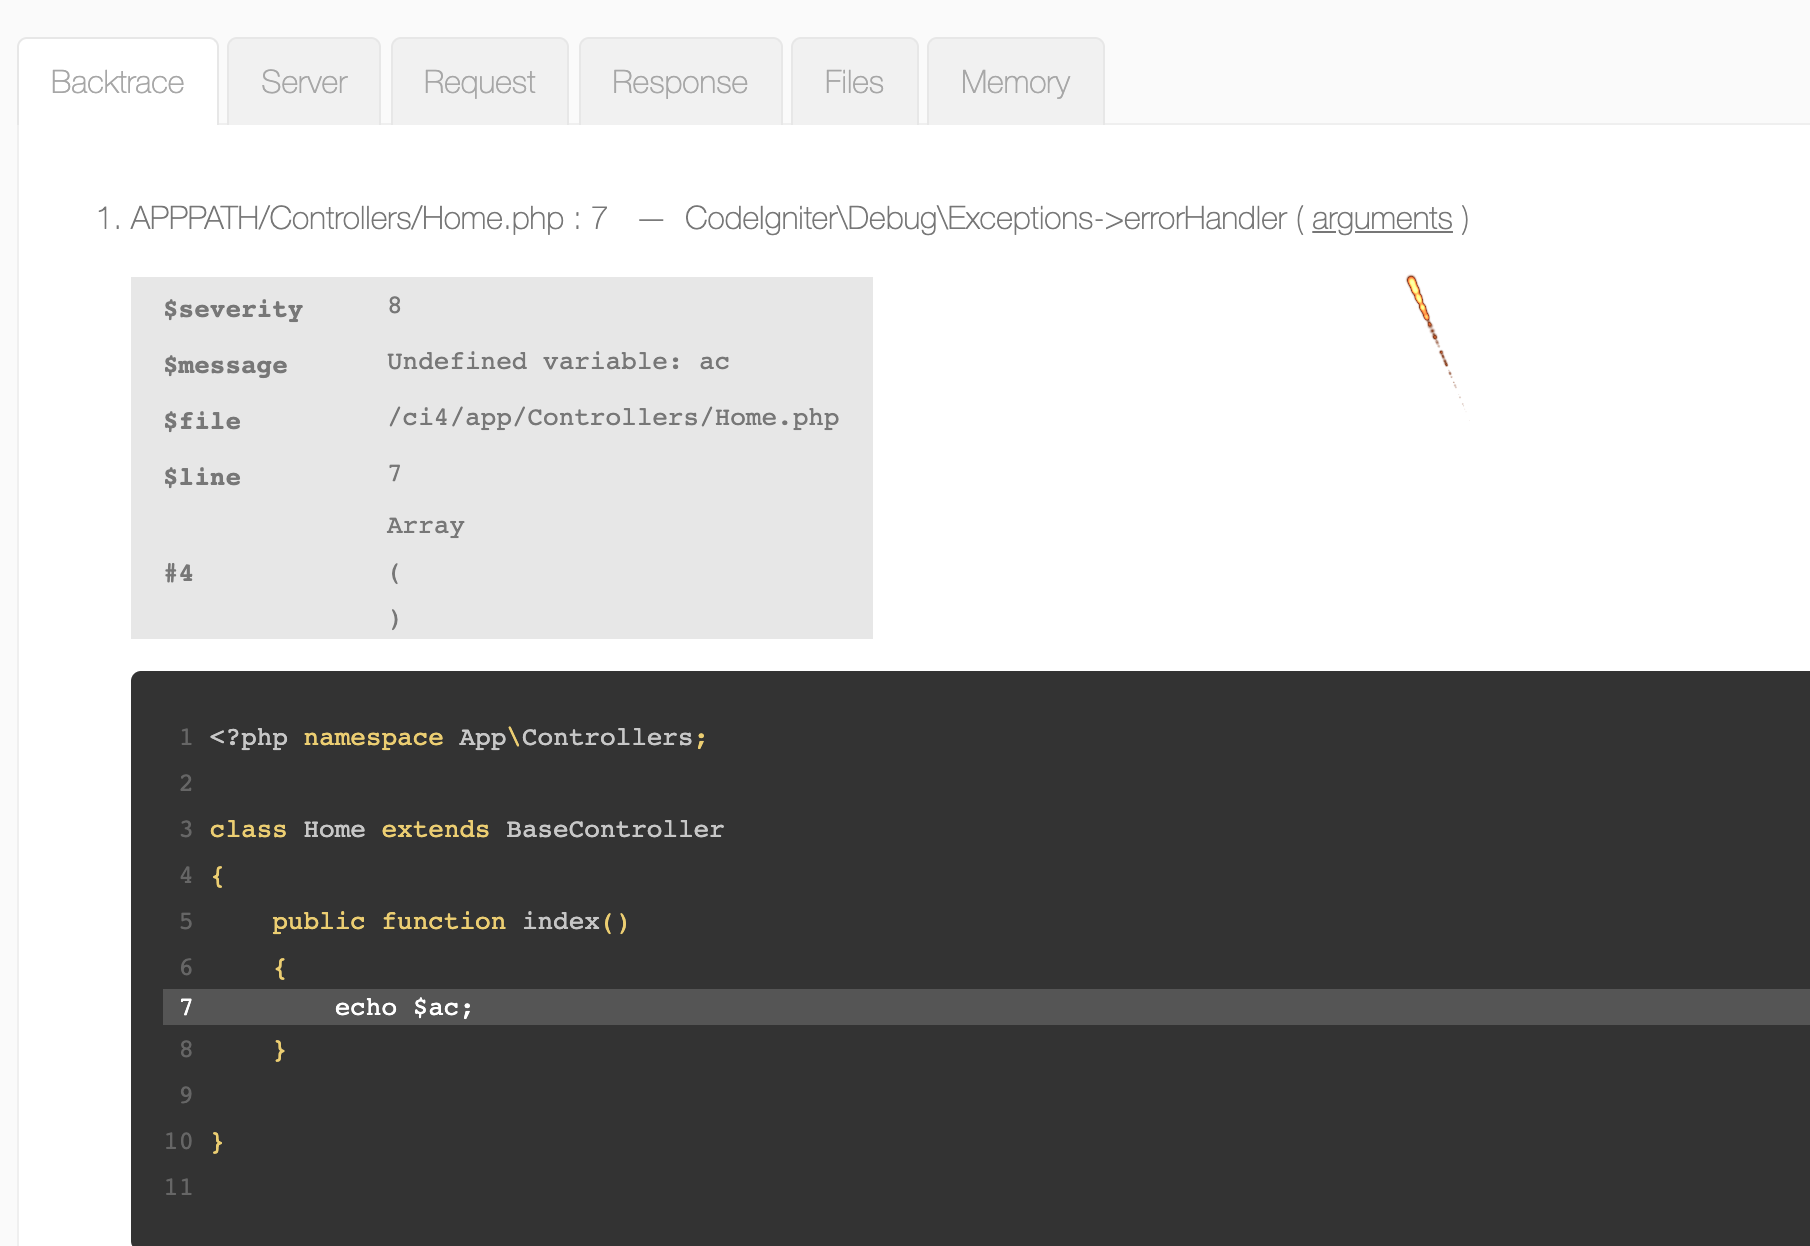 Backtrace Server Request Response Files Memory
1. APPPATH/Controllers/Home.php : 7 — CodeIgniter\Debug\Exceptions->errorHandler ( arguments )
$severity 8
$message Undefined variable: ac
$file /ci4/app/Controllers/Home.php
$line 7
Array
#4 (
)
1 <?php namespace App\Controllers;
2
3 class Home extends BaseController
4 {
5     public function index()
6     {
7         echo $ac;
8     }
9
10 }
11